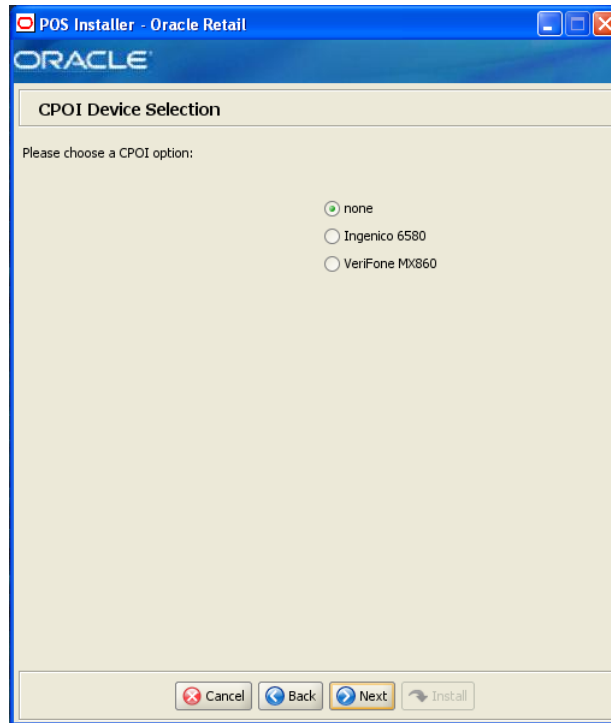 POS Installer - Oracle Retail
ORACLE
CPOI Device Selection
Please choose a CPOI option:
none
Ingenico 6580
VeriFone MX860
Cancel Back Next Install